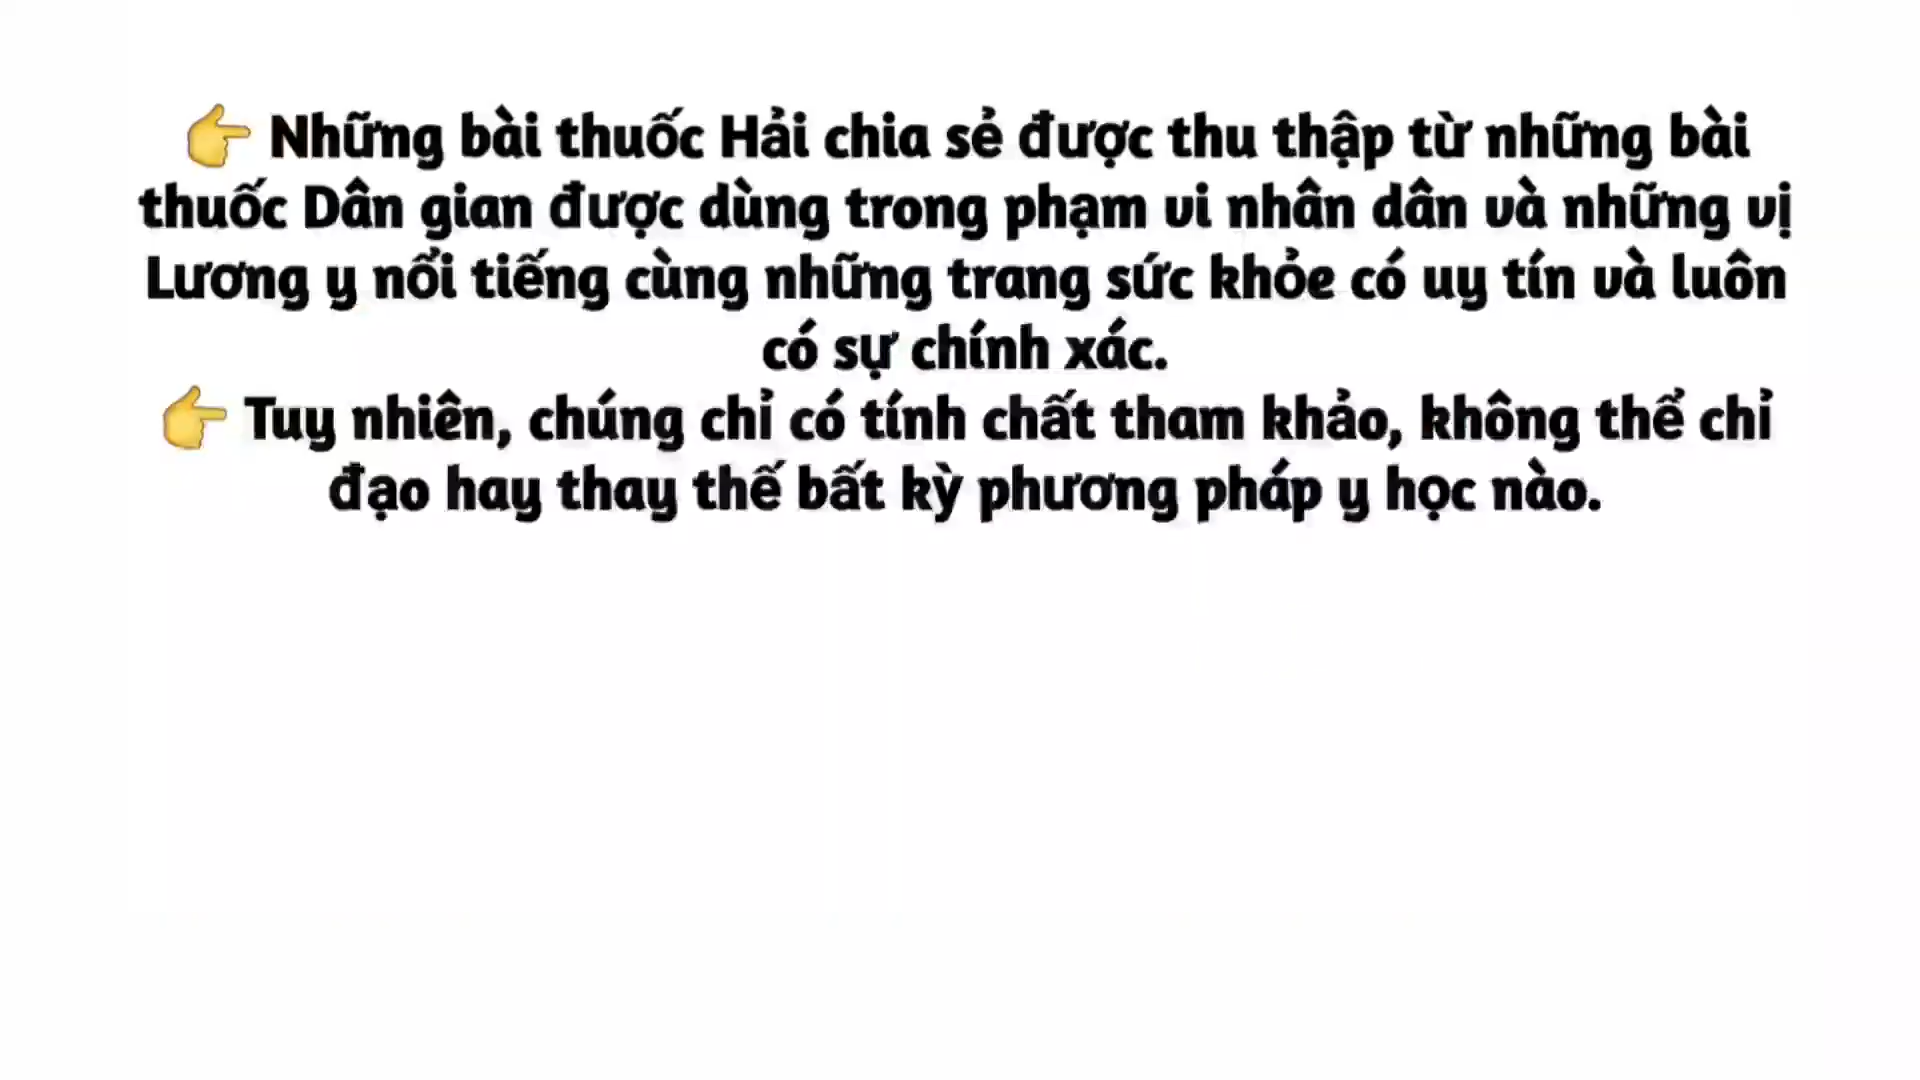 👉 Những bài thuốc Hải chia sẻ được thu thập từ những bài
thuốc Dân gian được dùng trong phạm vi nhân dân và những vị
Lương y nổi tiếng cùng những trang sức khỏe có uy tín và luôn
có sự chính xác.
👉 Tuy nhiên, chúng chỉ có tính chất tham khảo, không thể chỉ
đạo hay thay thế bất kỳ phương pháp y học nào.